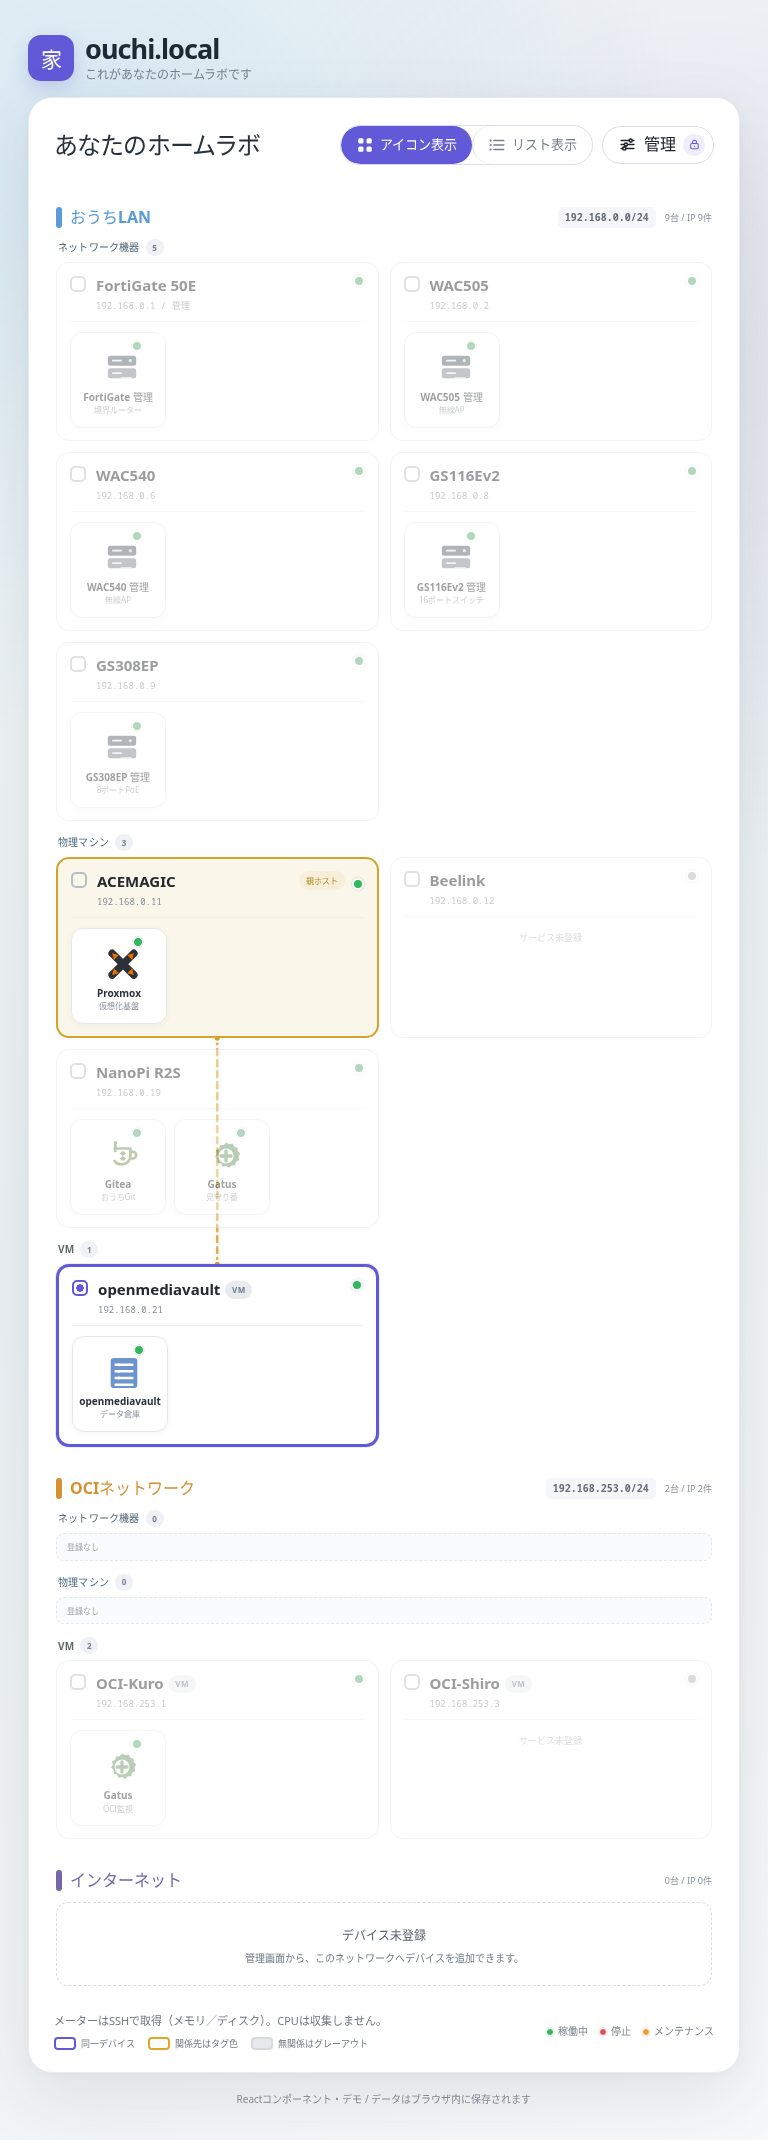 家
ouchi.local
これがあなたのホームラボです
あなたのホームラボ
アイコン表示
リスト表示
管理
おうちLAN
192.168.0.0/24
9台 / IP 9件
ネットワーク機器 5
FortiGate 50E
192.168.0.1 / 管理
FortiGate 管理
境界ルーター
WAC505
192.168.0.2
WAC505 管理
無線AP
WAC540
192.168.0.6
WAC540 管理
無線AP
GS116Ev2
192.168.0.8
GS116Ev2 管理
16ポートスイッチ
GS308EP
192.168.0.9
GS308EP 管理
8ポートPoE
物理マシン 3
ACEMAGIC
親ホスト
192.168.0.11
Proxmox
仮想化基盤
Beelink
192.168.0.12
サービス未登録
NanoPi R2S
192.168.0.19
Gitea
おうちGit
Gatus
見守り番
VM 1
openmediavault VM
192.168.0.21
openmediavault
データ倉庫
OCIネットワーク
192.168.253.0/24
2台 / IP 2件
ネットワーク機器 0
登録なし
物理マシン 0
登録なし
VM 2
OCI-Kuro VM
192.168.253.1
Gatus
OCI監視
OCI-Shiro VM
192.168.253.3
サービス未登録
インターネット
0台 / IP 0件
デバイス未登録
管理画面から、このネットワークへデバイスを追加できます。
メーターはSSHで取得（メモリ／ディスク）。CPUは収集しません。
同一デバイス 関係先はタグ色 無関係はグレーアウト
稼働中 停止 メンテナンス
Reactコンポーネント・デモ / データはブラウザ内に保存されます